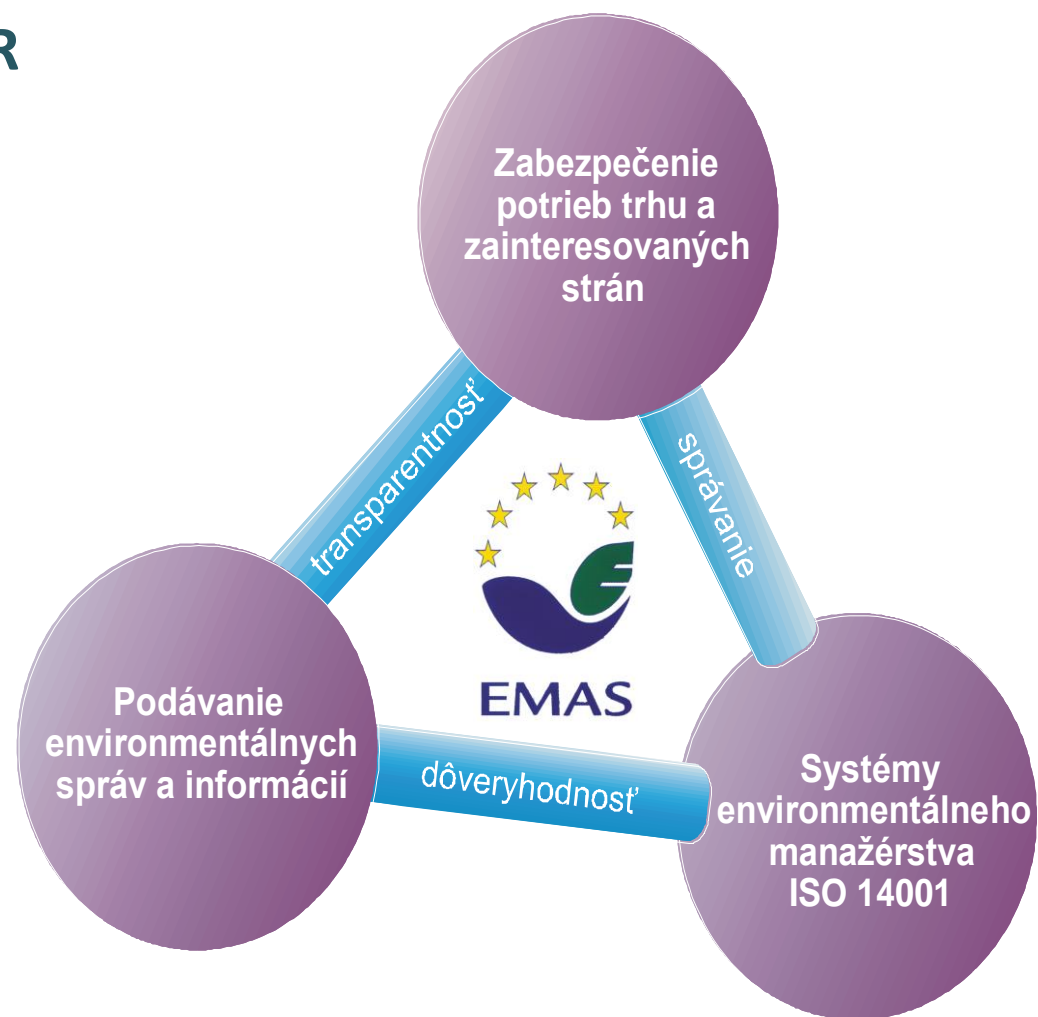 R
Zabezpečenie
potrieb trhu a
zainteresovaných
strán
transparentnosť
správanie
EMAS
Podávanie
environmentálnych
správ a informácií
dôveryhodnosť
Systémy
environmentálneho
manažérstva
ISO 14001